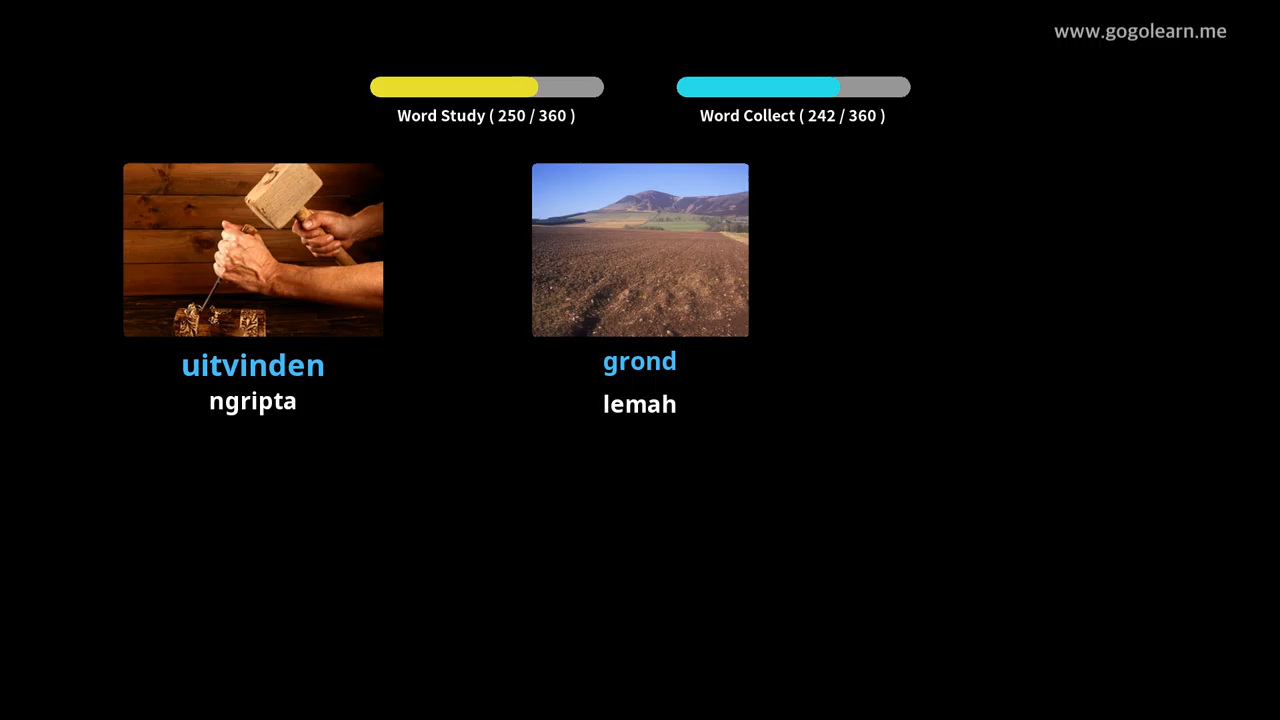 www.gogolearn.me
Word Study ( 250 / 360 )
Word Collect ( 242 / 360 )
uitvinden
ngripta
grond
lemah